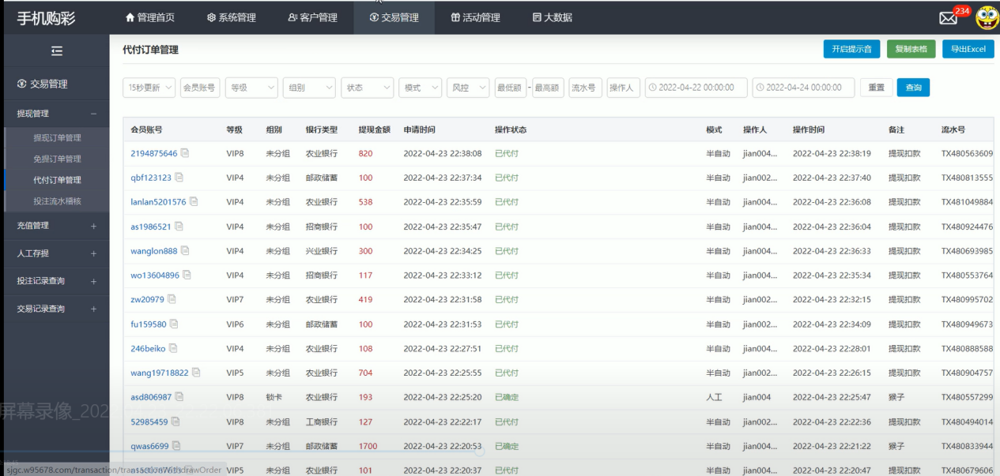 手机购彩 管理首页 系统管理 客户管理 交易管理 活动管理 大数据 234
代付订单管理 开启提示音 复制表格 导出Excel
交易管理
15秒更新 会员账号 等级 组别 状态 模式 风控 最低额 - 最高额 流水号 操作人 2022-04-22 00:00:00 2022-04-24 00:00:00 重置 查询
提现管理 −
提现订单管理
免提订单管理
代付订单管理
投注流水稽核
充值管理 +
人工存提 +
投注记录查询 +
交易记录查询 +
会员账号 等级 组别 银行类型 提现金额 申请时间 操作状态 模式 操作人 操作时间 备注 流水号
2194875646 VIP8 未分组 农业银行 820 2022-04-23 22:38:08 已代付 半自动 jian004... 2022-04-23 22:38:19 提现扣款 TX480563609
qbf123123 VIP4 未分组 邮政储蓄 100 2022-04-23 22:37:34 已代付 半自动 jian002... 2022-04-23 22:37:40 提现扣款 TX480813555
lanlan5201576 VIP4 未分组 农业银行 538 2022-04-23 22:35:59 已代付 半自动 jian004... 2022-04-23 22:36:08 提现扣款 TX481049884
as1986521 VIP4 未分组 招商银行 100 2022-04-23 22:35:47 已代付 半自动 jian004... 2022-04-23 22:36:04 提现扣款 TX480924476
wanglon888 VIP4 未分组 兴业银行 300 2022-04-23 22:34:25 已代付 半自动 jian004... 2022-04-23 22:36:33 提现扣款 TX480693985
wo13604896 VIP4 未分组 招商银行 117 2022-04-23 22:33:12 已代付 半自动 jian004... 2022-04-23 22:35:34 提现扣款 TX480553764
zw20979 VIP7 未分组 农业银行 419 2022-04-23 22:31:58 已代付 半自动 jian002... 2022-04-23 22:32:15 提现扣款 TX480995702
fu159580 VIP6 未分组 邮政储蓄 100 2022-04-23 22:31:53 已代付 半自动 jian002... 2022-04-23 22:34:09 提现扣款 TX480949673
246beiko VIP4 未分组 农业银行 108 2022-04-23 22:27:51 已代付 半自动 jian004... 2022-04-23 22:28:01 提现扣款 TX480888588
wang19718822 VIP5 未分组 农业银行 704 2022-04-23 22:25:55 已代付 半自动 jian002... 2022-04-23 22:26:15 提现扣款 TX480904757
asd806987 VIP8 锁卡 农业银行 193 2022-04-23 22:25:20 已确定 人工 jian004 2022-04-23 22:25:47 猴子 TX480557299
屏幕录像_202
52985459 VIP8 未分组 工商银行 127 2022-04-23 22:22:17 已代付 半自动 jian002... 2022-04-23 22:22:36 提现扣款 TX480494014
qwas6699 VIP7 未分组 邮政储蓄 1700 2022-04-23 22:20:53 已确定 半自动 jian002... 2022-04-23 22:21:22 猴子 TX480833944
VIP5 未分组 农业银行 101 2022-04-23 22:20:37 已代付 半自动 jian004... 2022-04-23 22:20:47 提现扣款 TX480679606